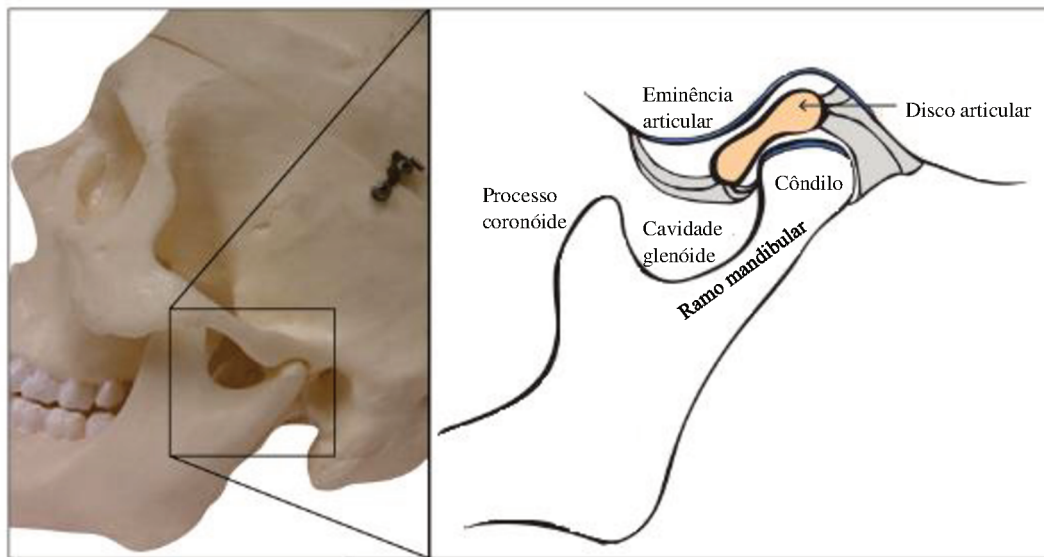 Eminência
articular
Disco articular
Processo
coronóide
Côndilo
Cavidade
glenóide
Ramo mandibular